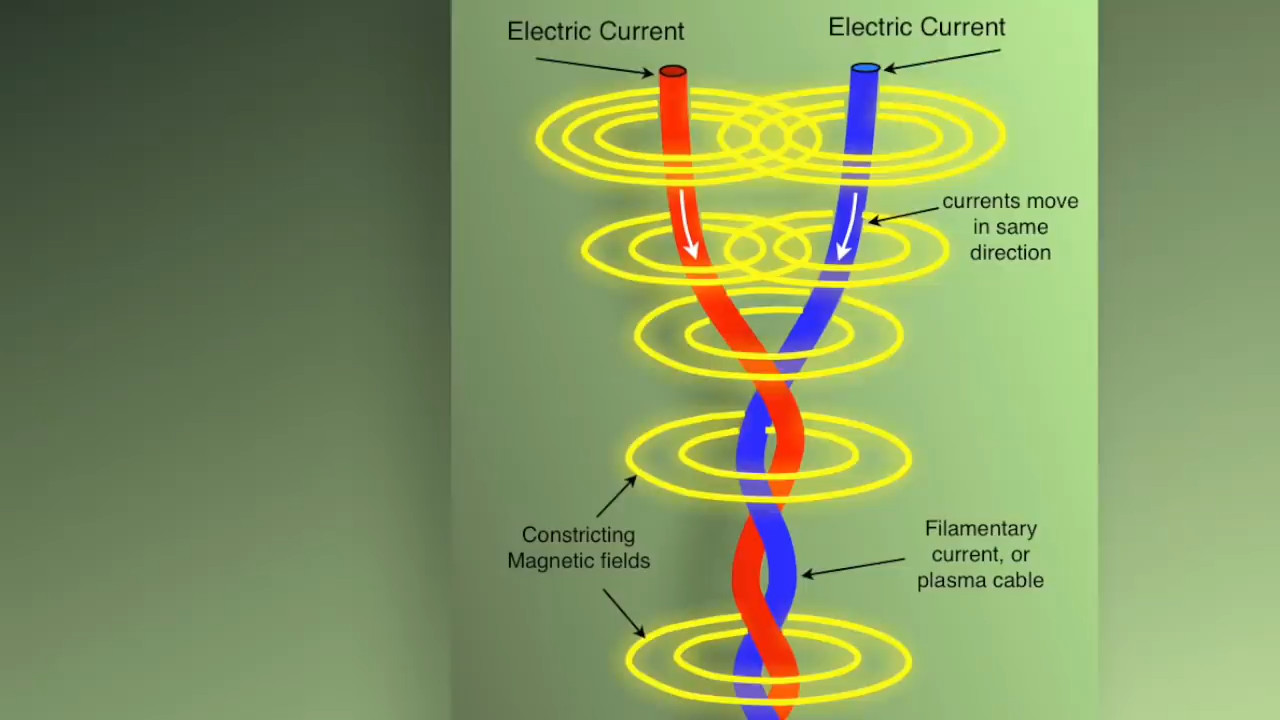 Electric Current
Electric Current
currents move
in same
direction
Constricting
Magnetic fields
Filamentary
current, or
plasma cable